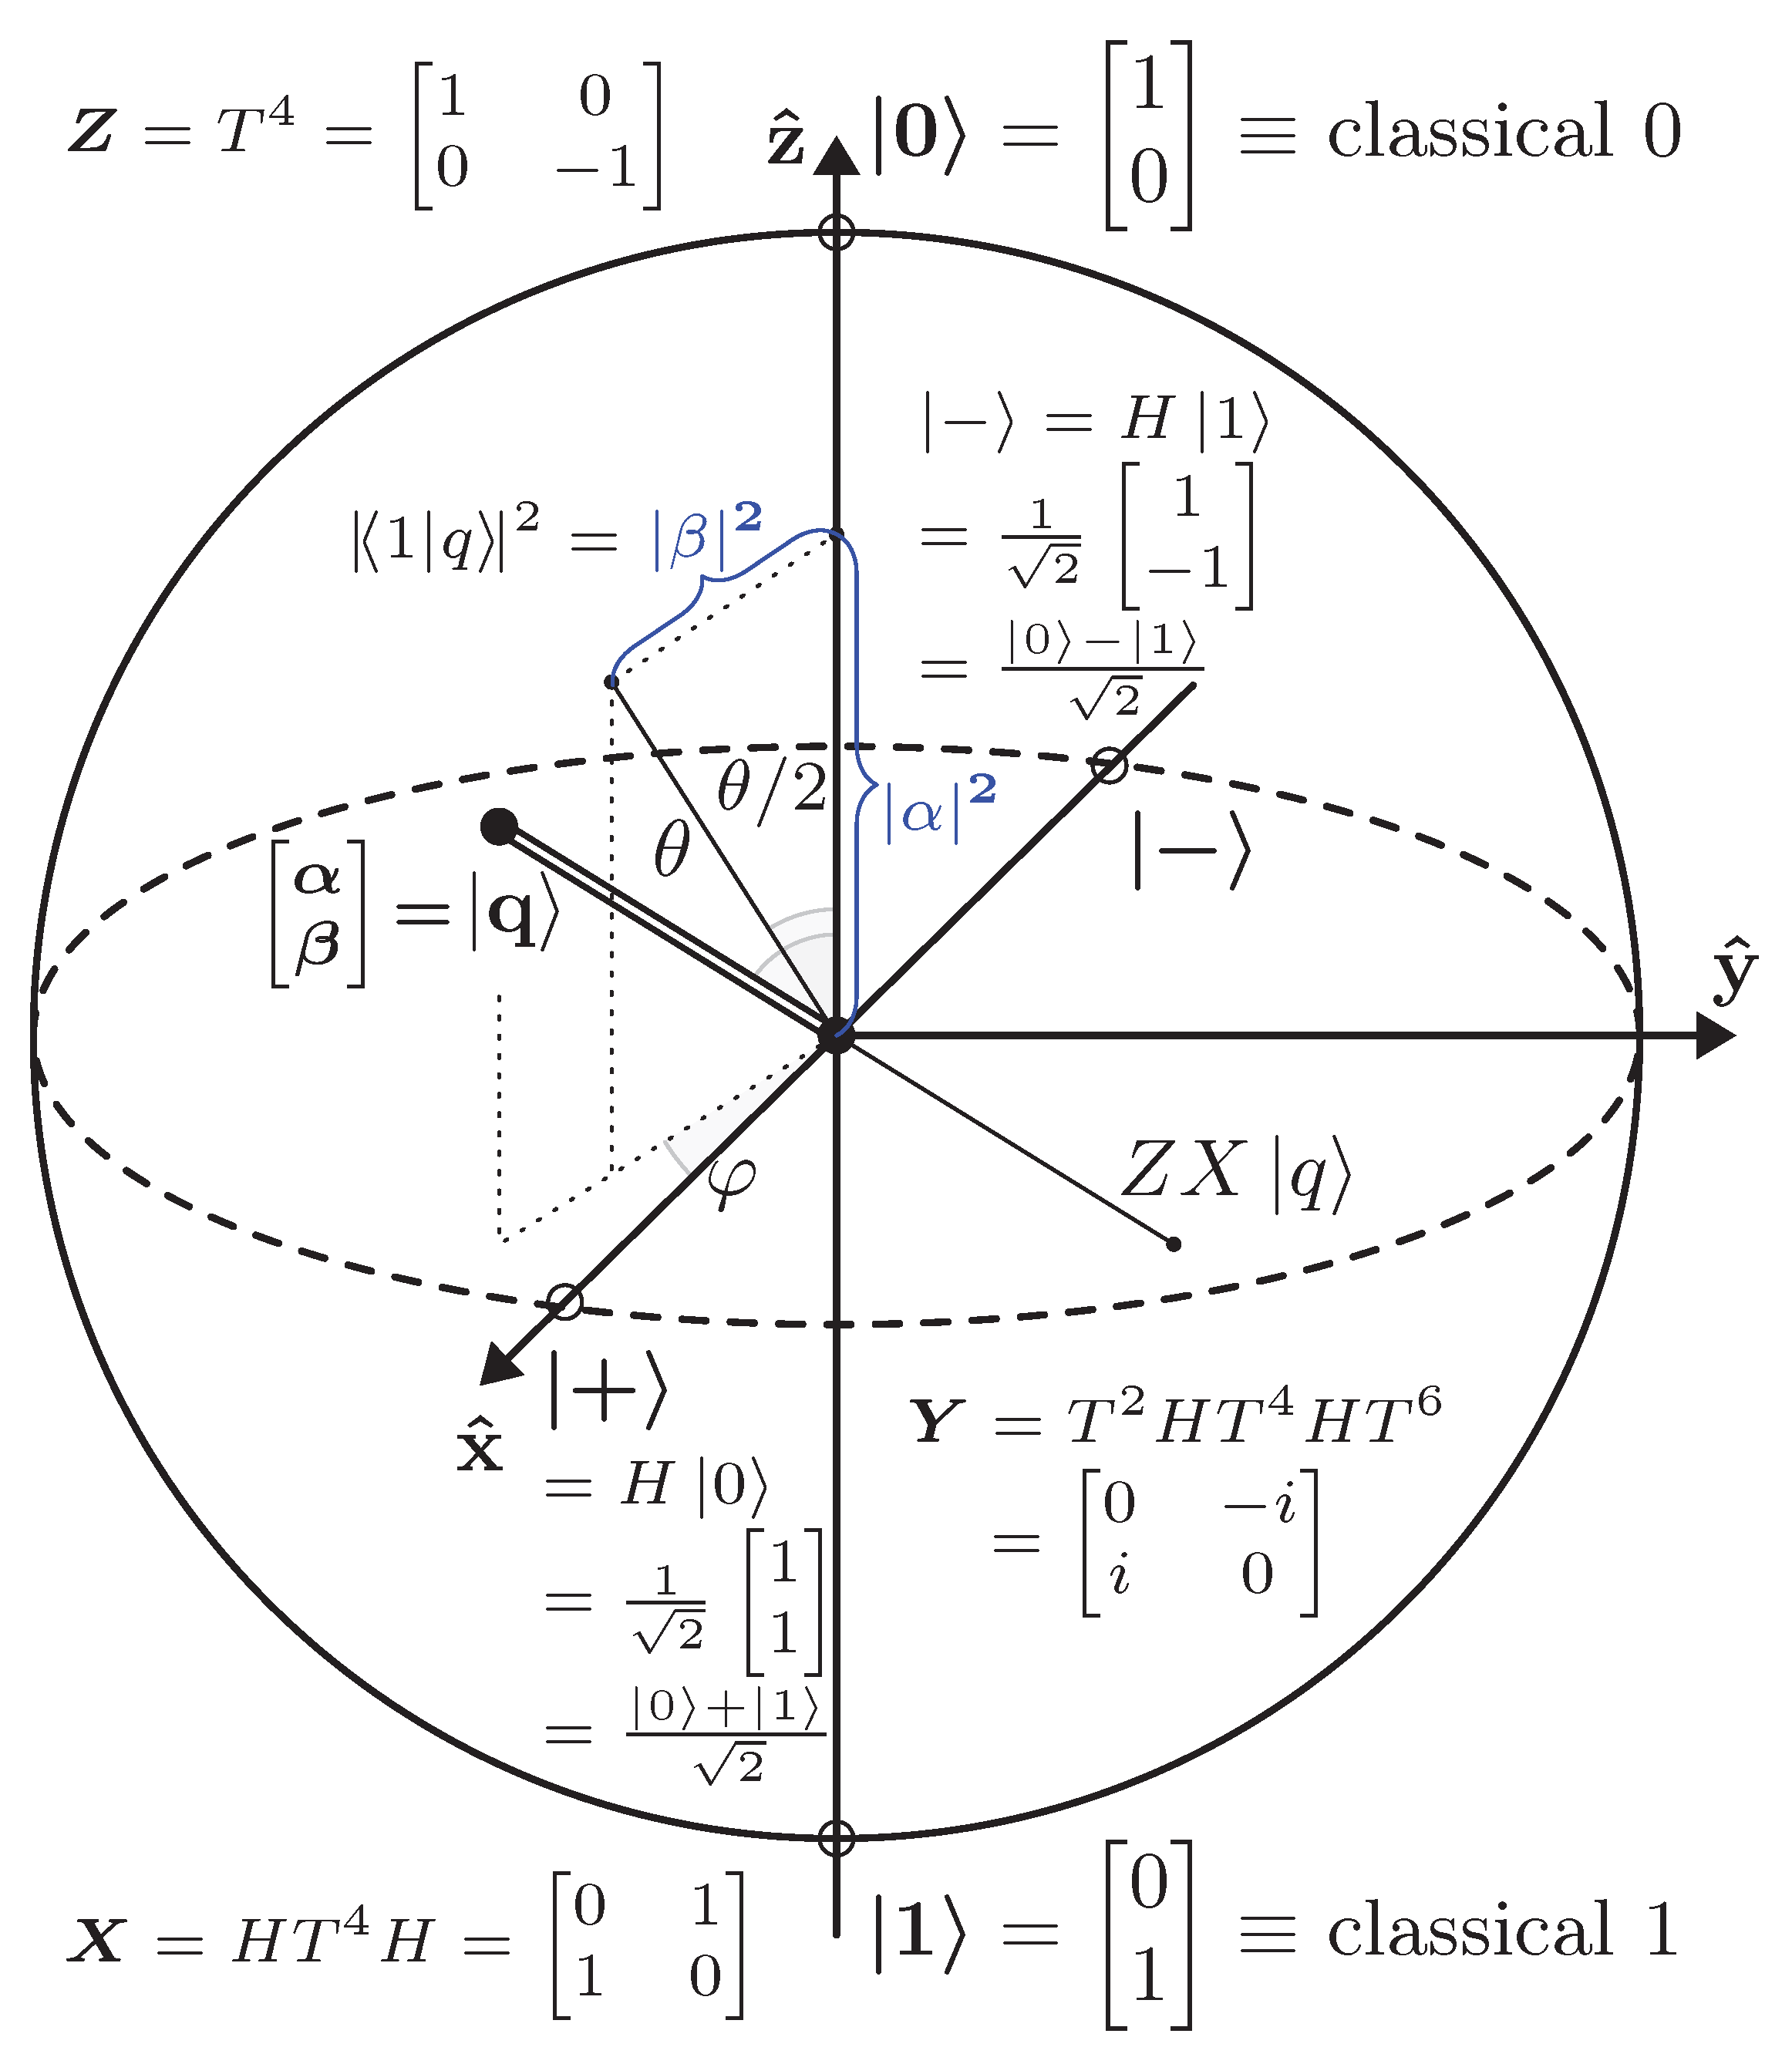 Z = T⁴ = [1 0; 0 −1]
ẑ
|0⟩ = [1; 0] ≡ classical 0
|−⟩ = H |1⟩
= 1/√2 [1; −1]
= (|0⟩−|1⟩)/√2
|⟨1|q⟩|² = |β|²
θ/2
θ
|α|²
[α; β] = |q⟩
|−⟩
ŷ
ZX |q⟩
φ
|+⟩
x̂
= H |0⟩
= 1/√2 [1; 1]
= (|0⟩+|1⟩)/√2
Y = T²HT⁴HT⁶
= [0 −i; i 0]
X = HT⁴H = [0 1; 1 0]
|1⟩ = [0; 1] ≡ classical 1